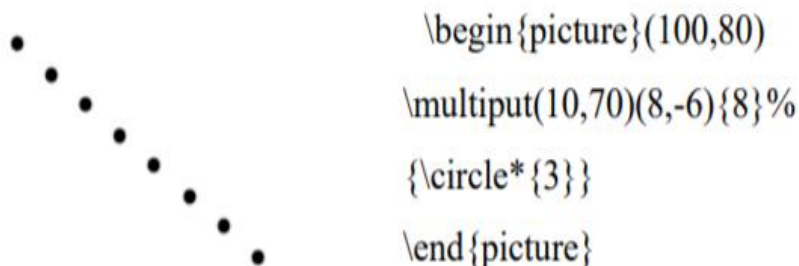 \begin{picture}(100,80)
\multiput(10,70)(8,-6){8}%
{\circle*{3}}
\end{picture}